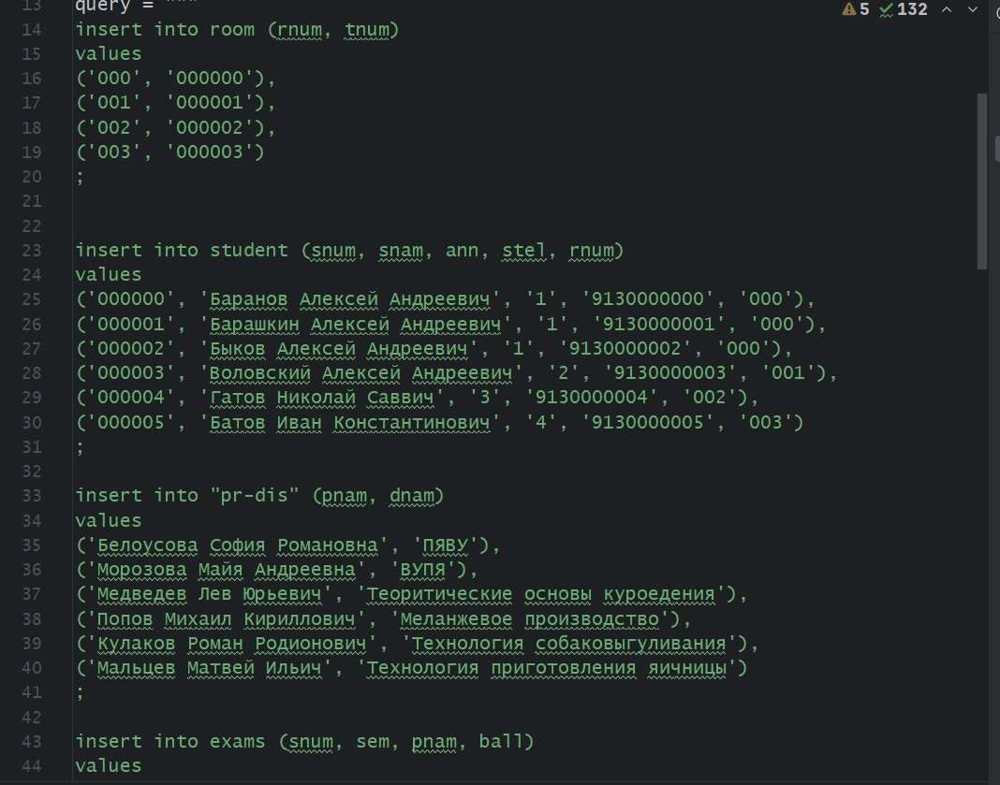 5 132
13 query = """
14 insert into room (rnum, tnum)
15 values
16 ('000', '000000'),
17 ('001', '000001'),
18 ('002', '000002'),
19 ('003', '000003')
20 ;
21
22
23 insert into student (snum, snam, ann, stel, rnum)
24 values
25 ('000000', 'Баранов Алексей Андреевич', '1', '9130000000', '000'),
26 ('000001', 'Барашкин Алексей Андреевич', '1', '9130000001', '000'),
27 ('000002', 'Быков Алексей Андреевич', '1', '9130000002', '000'),
28 ('000003', 'Воловский Алексей Андреевич', '2', '9130000003', '001'),
29 ('000004', 'Гатов Николай Саввич', '3', '9130000004', '002'),
30 ('000005', 'Батов Иван Константинович', '4', '9130000005', '003')
31 ;
32
33 insert into "pr-dis" (pnam, dnam)
34 values
35 ('Белоусова София Романовна', 'ПЯВУ'),
36 ('Морозова Майя Андреевна', 'ВУПЯ'),
37 ('Медведев Лев Юрьевич', 'Теоритические основы куроедения'),
38 ('Попов Михаил Кириллович', 'Меланжевое производство'),
39 ('Кулаков Роман Родионович', 'Технология собаковыгуливания'),
40 ('Мальцев Матвей Ильич', 'Технология приготовления яичницы')
41 ;
42
43 insert into exams (snum, sem, pnam, ball)
44 values